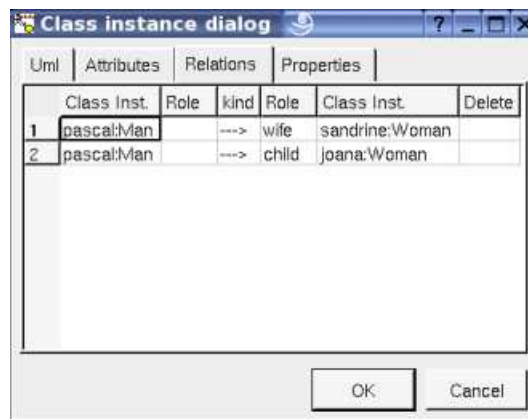 Class instance dialog
Uml Attributes Relations Properties
Class Inst. Role kind Role Class Inst. Delete
1 pascal:Man ---> wife sandrine:Woman
2 pascal:Man ---> child joana:Woman
OK Cancel